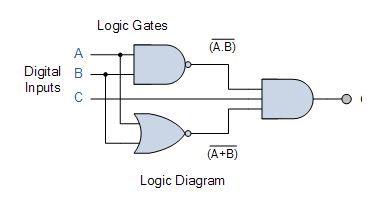 Logic Gates
A
(A.B)
Digital
Inputs
B
C
(A+B)
Logic Diagram